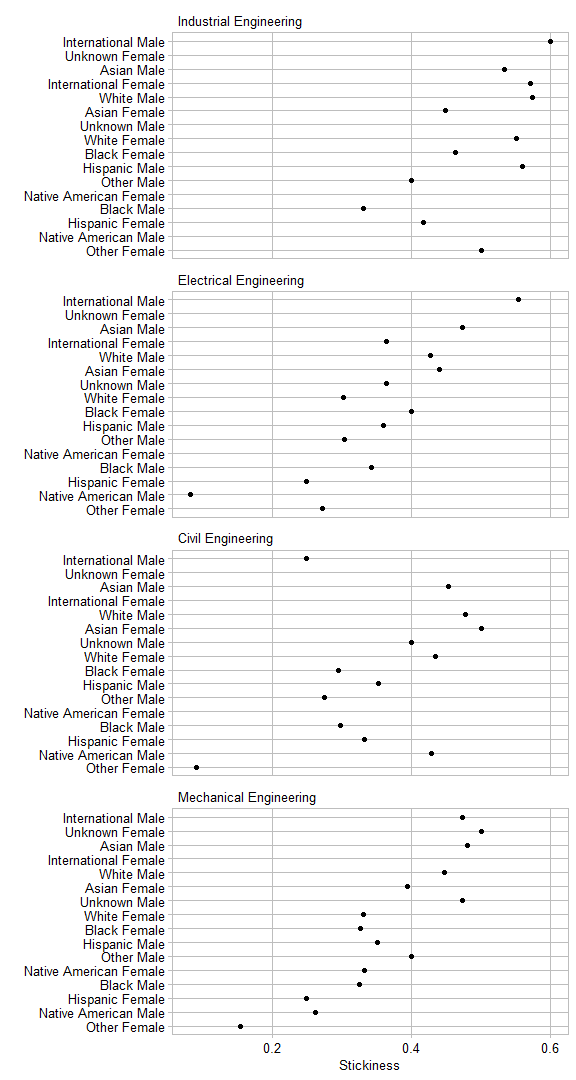 Industrial Engineering
International Male
Unknown Female
Asian Male
International Female
White Male
Asian Female
Unknown Male
White Female
Black Female
Hispanic Male
Other Male
Native American Female
Black Male
Hispanic Female
Native American Male
Other Female
Electrical Engineering
International Male
Unknown Female
Asian Male
International Female
White Male
Asian Female
Unknown Male
White Female
Black Female
Hispanic Male
Other Male
Native American Female
Black Male
Hispanic Female
Native American Male
Other Female
Civil Engineering
International Male
Unknown Female
Asian Male
International Female
White Male
Asian Female
Unknown Male
White Female
Black Female
Hispanic Male
Other Male
Native American Female
Black Male
Hispanic Female
Native American Male
Other Female
Mechanical Engineering
International Male
Unknown Female
Asian Male
International Female
White Male
Asian Female
Unknown Male
White Female
Black Female
Hispanic Male
Other Male
Native American Female
Black Male
Hispanic Female
Native American Male
Other Female
0.2 0.4 0.6
Stickiness